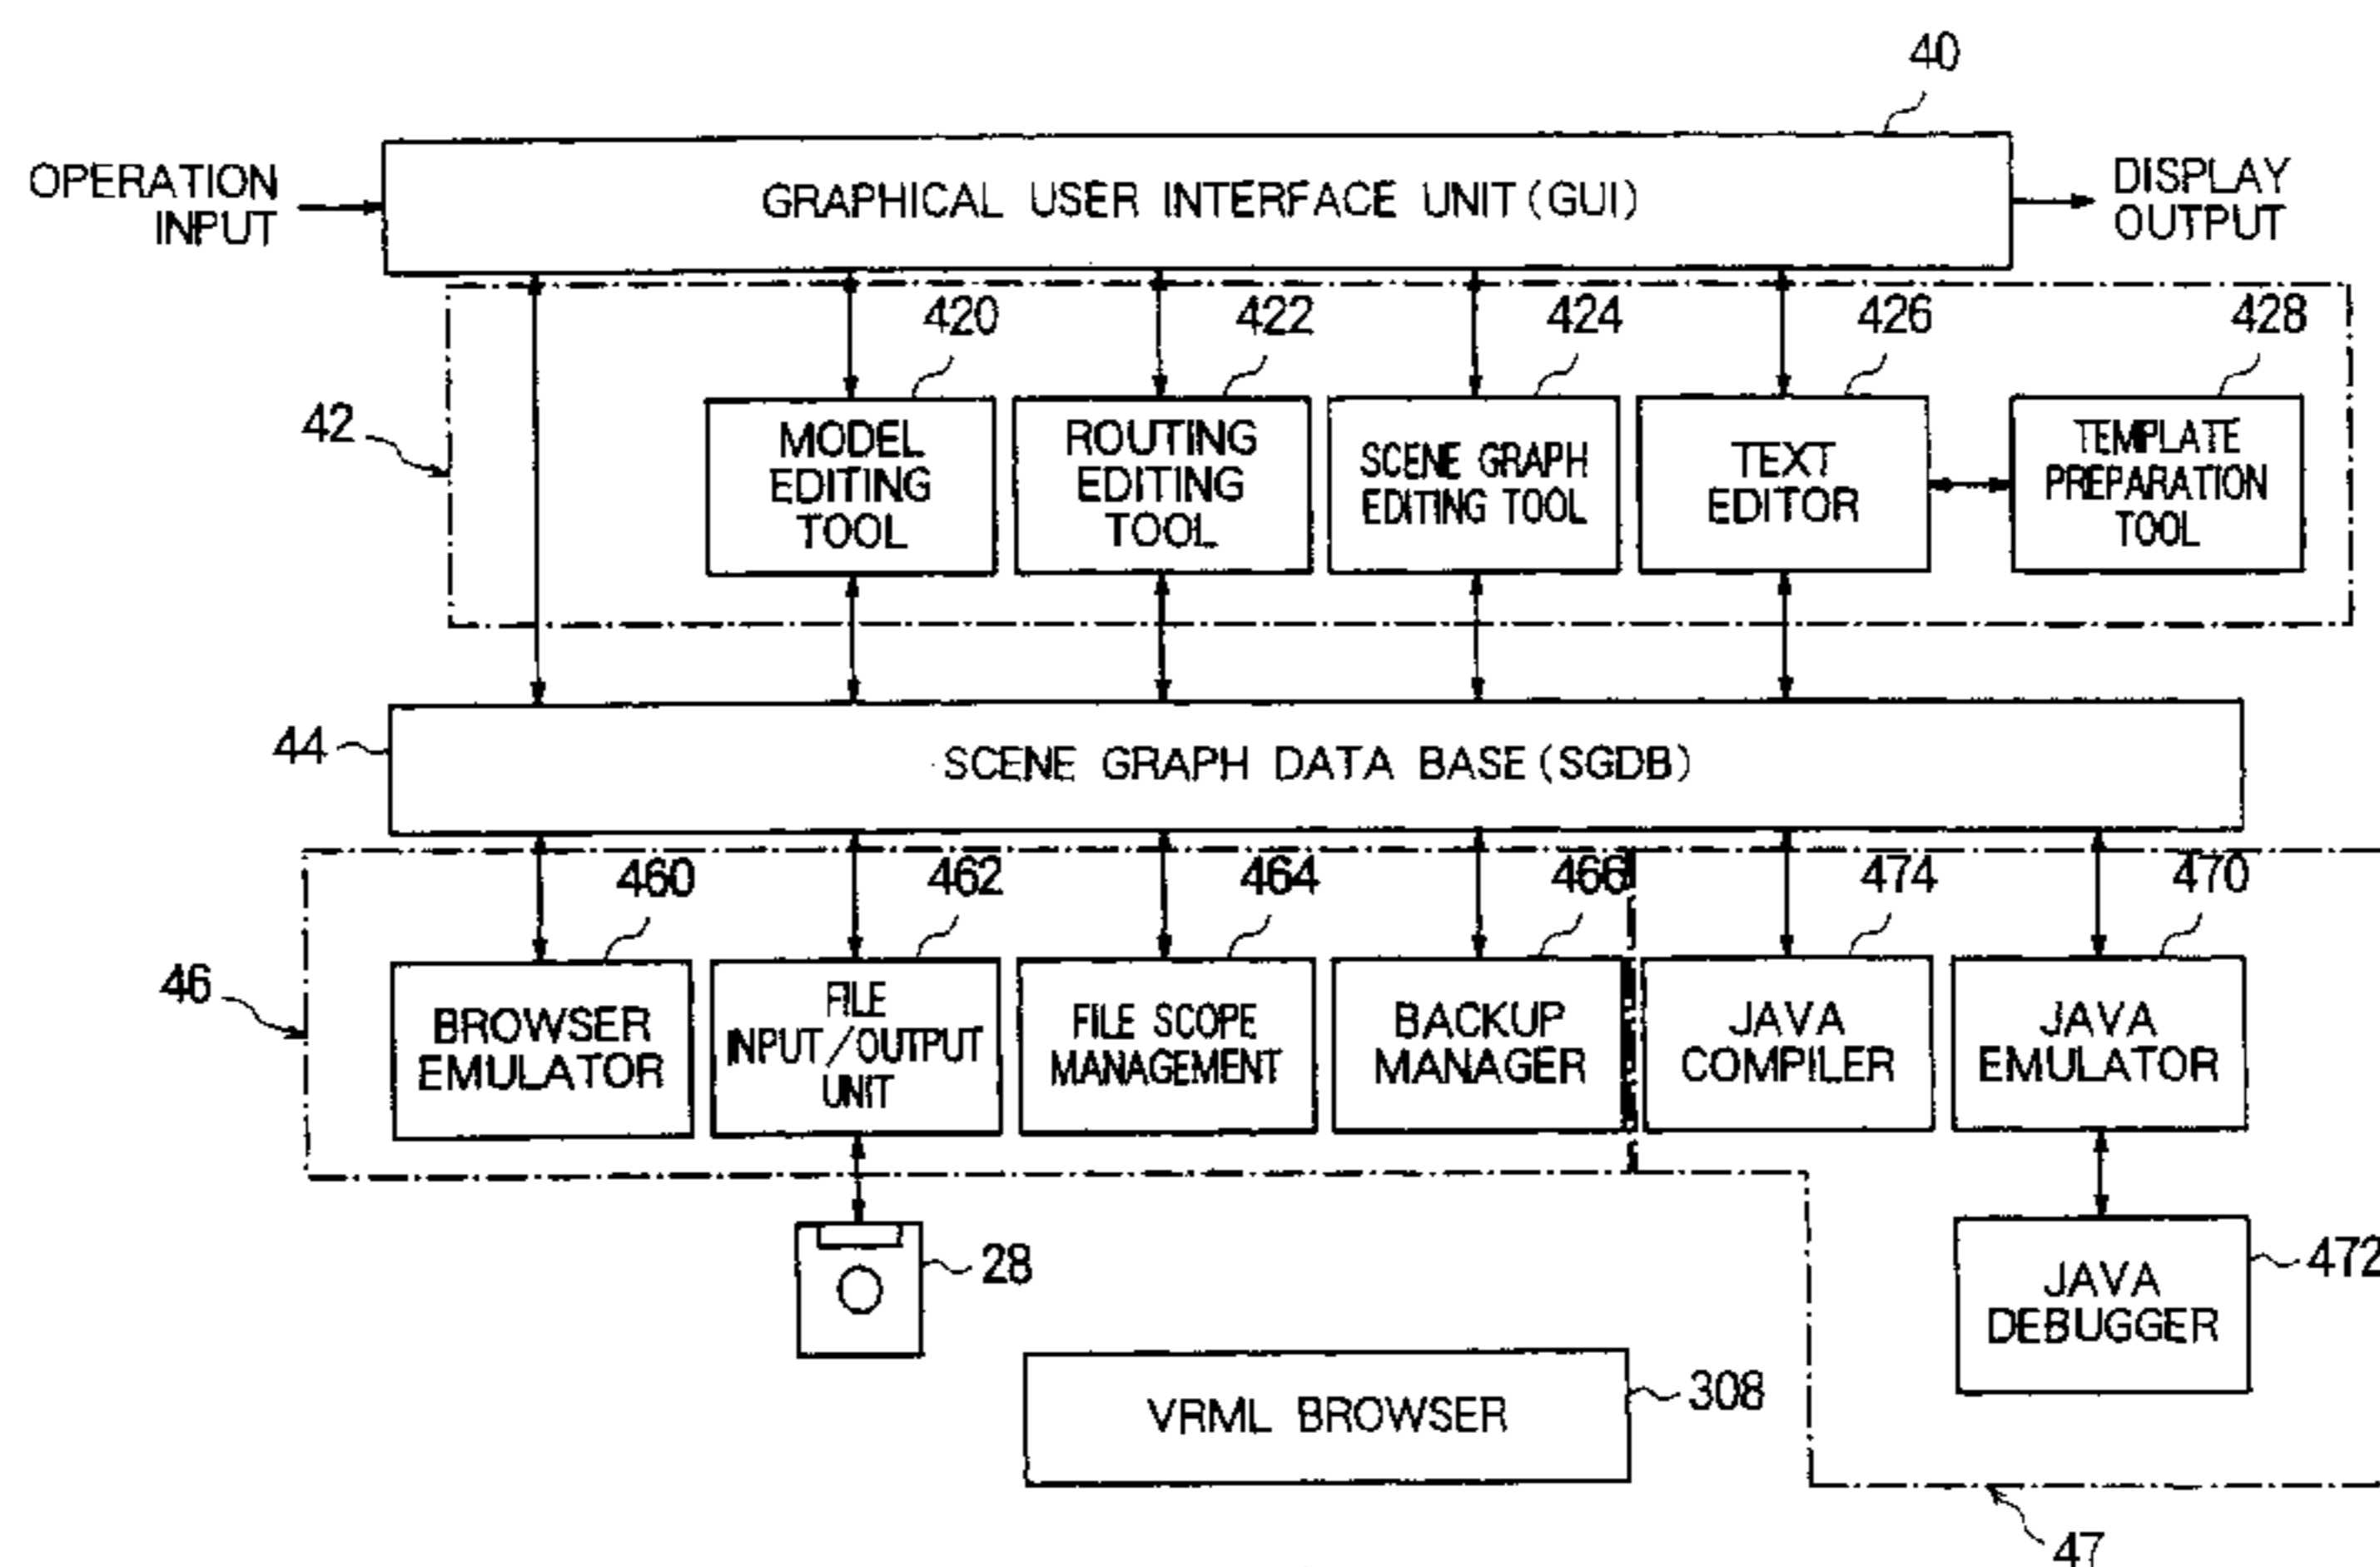 40
OPERATION
INPUT
GRAPHICAL USER INTERFACE UNIT(GUI)
DISPLAY
OUTPUT
420
422
424
426
428
42
MODEL
EDITING
TOOL
ROUTING
EDITING
TOOL
SCENE GRAPH
EDITING TOOL
TEXT
EDITOR
TEMPLATE
PREPARATION
TOOL
44
SCENE GRAPH DATA BASE(SGDB)
460
462
464
466
474
470
46
BROWSER
EMULATOR
FILE
INPUT/OUTPUT
UNIT
FILE SCOPE
MANAGEMENT
BACKUP
MANAGER
JAVA
COMPILER
JAVA
EMULATOR
28
JAVA
DEBUGGER
472
VRML BROWSER
308
47